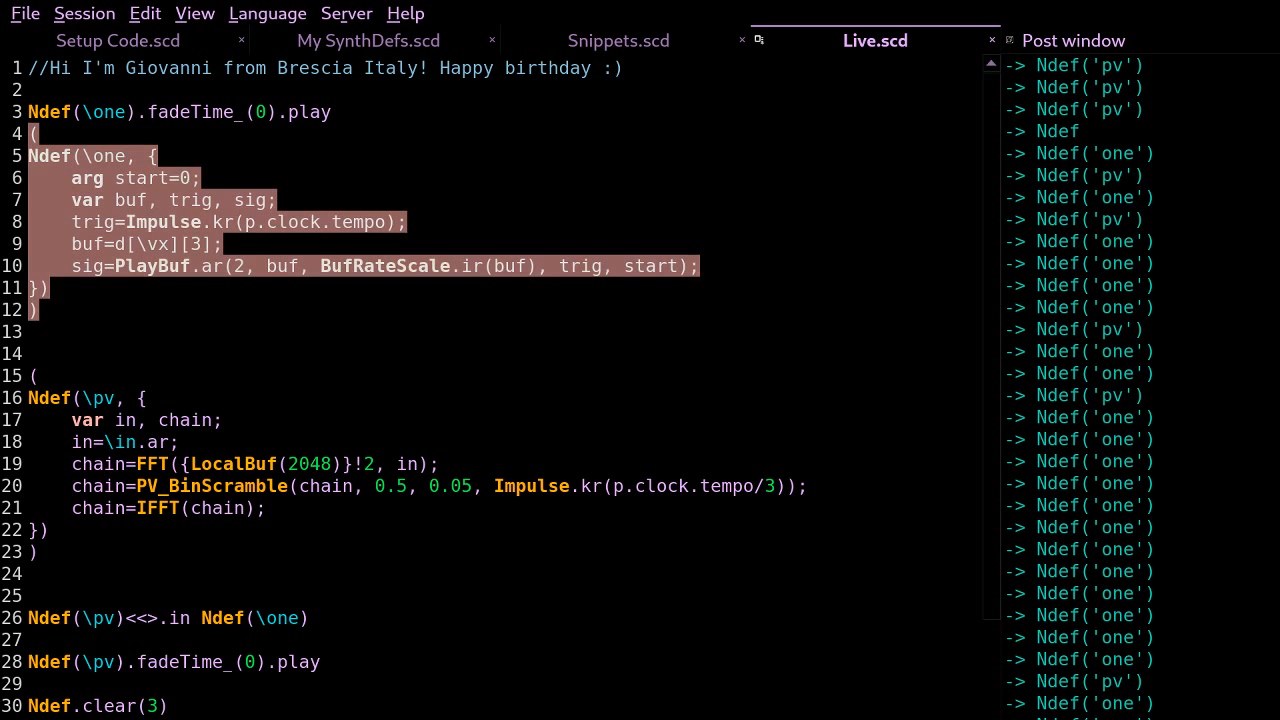 File Session Edit View Language Server Help
Setup Code.scd × My SynthDefs.scd × Snippets.scd × Live.scd × Post window
1 //Hi I'm Giovanni from Brescia Italy! Happy birthday :)
2
3 Ndef(\one).fadeTime_(0).play
4 (
5 Ndef(\one, {
6     arg start=0;
7     var buf, trig, sig;
8     trig=Impulse.kr(p.clock.tempo);
9     buf=d[\vx][3];
10     sig=PlayBuf.ar(2, buf, BufRateScale.ir(buf), trig, start);
11 })
12 )
13
14
15 (
16 Ndef(\pv, {
17     var in, chain;
18     in=\in.ar;
19     chain=FFT({LocalBuf(2048)}!2, in);
20     chain=PV_BinScramble(chain, 0.5, 0.05, Impulse.kr(p.clock.tempo/3));
21     chain=IFFT(chain);
22 })
23 )
24
25
26 Ndef(\pv)<<>.in Ndef(\one)
27
28 Ndef(\pv).fadeTime_(0).play
29
30 Ndef.clear(3)
-> Ndef('pv')
-> Ndef('pv')
-> Ndef('pv')
-> Ndef
-> Ndef('one')
-> Ndef('pv')
-> Ndef('one')
-> Ndef('pv')
-> Ndef('one')
-> Ndef('one')
-> Ndef('one')
-> Ndef('one')
-> Ndef('pv')
-> Ndef('one')
-> Ndef('one')
-> Ndef('pv')
-> Ndef('one')
-> Ndef('one')
-> Ndef('one')
-> Ndef('one')
-> Ndef('one')
-> Ndef('one')
-> Ndef('one')
-> Ndef('one')
-> Ndef('one')
-> Ndef('one')
-> Ndef('one')
-> Ndef('one')
-> Ndef('pv')
-> Ndef('one')